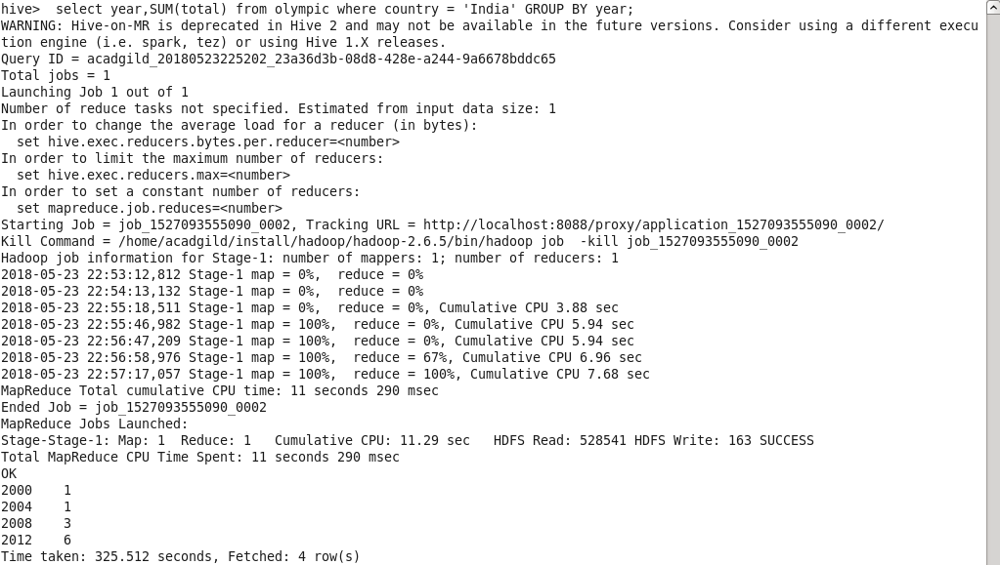 hive>  select year,SUM(total) from olympic where country = 'India' GROUP BY year;
WARNING: Hive-on-MR is deprecated in Hive 2 and may not be available in the future versions. Consider using a different execu
tion engine (i.e. spark, tez) or using Hive 1.X releases.
Query ID = acadgild_20180523225202_23a36d3b-08d8-428e-a244-9a6678bddc65
Total jobs = 1
Launching Job 1 out of 1
Number of reduce tasks not specified. Estimated from input data size: 1
In order to change the average load for a reducer (in bytes):
  set hive.exec.reducers.bytes.per.reducer=<number>
In order to limit the maximum number of reducers:
  set hive.exec.reducers.max=<number>
In order to set a constant number of reducers:
  set mapreduce.job.reduces=<number>
Starting Job = job_1527093555090_0002, Tracking URL = http://localhost:8088/proxy/application_1527093555090_0002/
Kill Command = /home/acadgild/install/hadoop/hadoop-2.6.5/bin/hadoop job  -kill job_1527093555090_0002
Hadoop job information for Stage-1: number of mappers: 1; number of reducers: 1
2018-05-23 22:53:12,812 Stage-1 map = 0%,  reduce = 0%
2018-05-23 22:54:13,132 Stage-1 map = 0%,  reduce = 0%
2018-05-23 22:55:18,511 Stage-1 map = 0%,  reduce = 0%, Cumulative CPU 3.88 sec
2018-05-23 22:55:46,982 Stage-1 map = 100%,  reduce = 0%, Cumulative CPU 5.94 sec
2018-05-23 22:56:47,209 Stage-1 map = 100%,  reduce = 0%, Cumulative CPU 5.94 sec
2018-05-23 22:56:58,976 Stage-1 map = 100%,  reduce = 67%, Cumulative CPU 6.96 sec
2018-05-23 22:57:17,057 Stage-1 map = 100%,  reduce = 100%, Cumulative CPU 7.68 sec
MapReduce Total cumulative CPU time: 11 seconds 290 msec
Ended Job = job_1527093555090_0002
MapReduce Jobs Launched:
Stage-Stage-1: Map: 1  Reduce: 1   Cumulative CPU: 11.29 sec   HDFS Read: 528541 HDFS Write: 163 SUCCESS
Total MapReduce CPU Time Spent: 11 seconds 290 msec
OK
2000    1
2004    1
2008    3
2012    6
Time taken: 325.512 seconds, Fetched: 4 row(s)